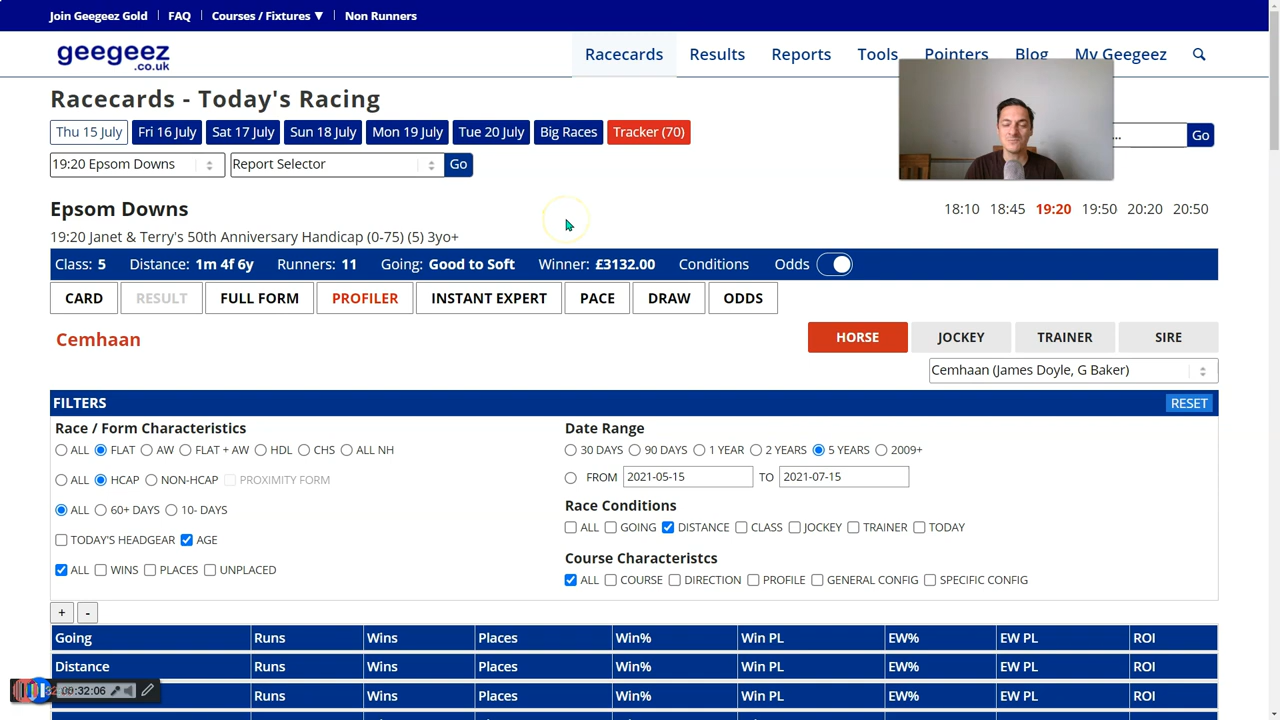 Join Geegeez Gold FAQ Courses / Fixtures ▼ Non Runners
geegeez
.co.uk
Racecards Results Reports Tools Pointers Blog My Geegeez
Racecards - Today's Racing
Thu 15 July Fri 16 July Sat 17 July Sun 18 July Mon 19 July Tue 20 July Big Races Tracker (70)
... Go
19:20 Epsom Downs Report Selector Go
Epsom Downs
18:10 18:45 19:20 19:50 20:20 20:50
19:20 Janet & Terry's 50th Anniversary Handicap (0-75) (5) 3yo+
Class: 5 Distance: 1m 4f 6y Runners: 11 Going: Good to Soft Winner: £3132.00 Conditions Odds
CARD RESULT FULL FORM PROFILER INSTANT EXPERT PACE DRAW ODDS
Cemhaan
HORSE JOCKEY TRAINER SIRE
Cemhaan (James Doyle, G Baker)
FILTERS RESET
Race / Form Characteristics
ALL FLAT AW FLAT + AW HDL CHS ALL NH
ALL HCAP NON-HCAP PROXIMITY FORM
ALL 60+ DAYS 10- DAYS
TODAY'S HEADGEAR AGE
ALL WINS PLACES UNPLACED
Date Range
30 DAYS 90 DAYS 1 YEAR 2 YEARS 5 YEARS 2009+
FROM 2021-05-15 TO 2021-07-15
Race Conditions
ALL GOING DISTANCE CLASS JOCKEY TRAINER TODAY
Course Characteristcs
ALL COURSE DIRECTION PROFILE GENERAL CONFIG SPECIFIC CONFIG
+ -
Going Runs Wins Places Win% Win PL EW% EW PL ROI
Distance Runs Wins Places Win% Win PL EW% EW PL ROI
Runs Wins Places Win% Win PL EW% EW PL ROI
00:32:06